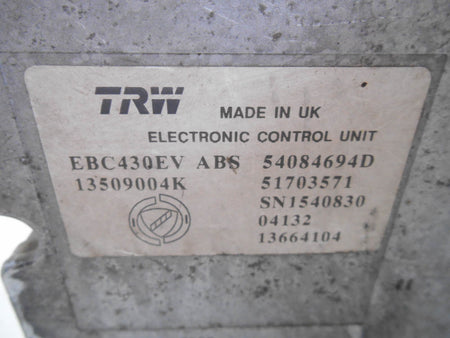 TRW MADE IN UK
ELECTRONIC CONTROL UNIT
EBC430EV ABS 54084694D
13509004K 51703571
SN1540830
04132
13664104